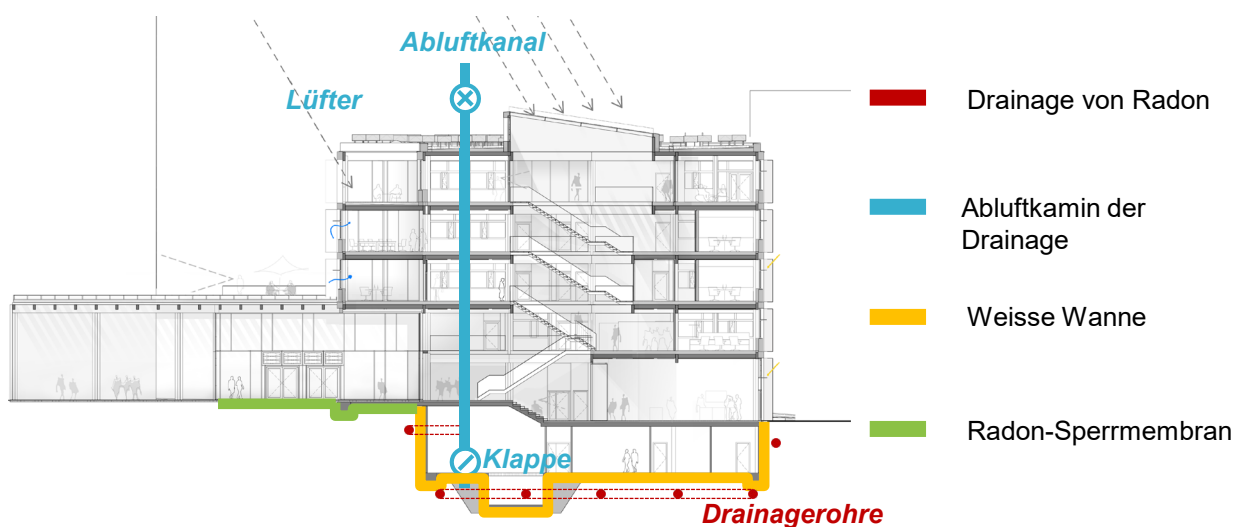 Abluftkanal
Lüfter
Klappe
Drainagerohre
Drainage von Radon
Abluftkamin der
Drainage
Weisse Wanne
Radon-Sperrmembran